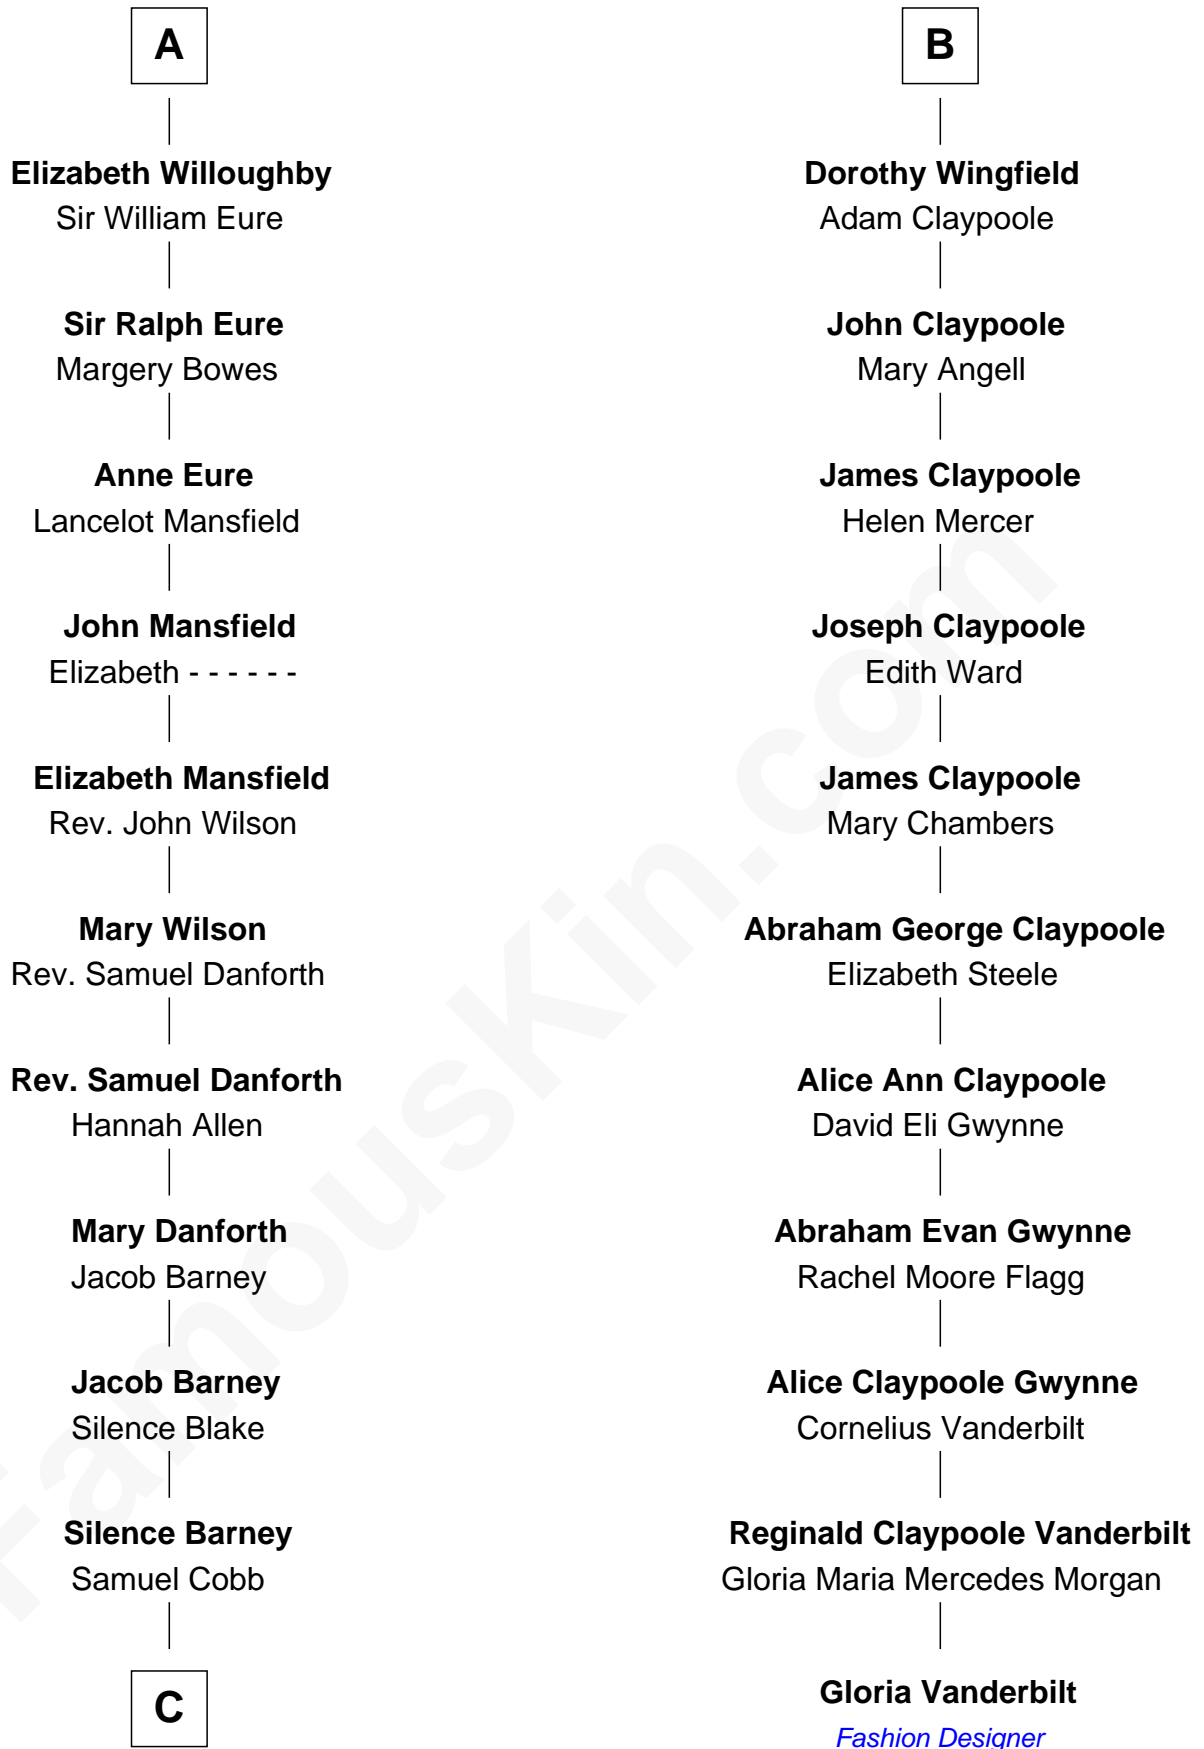 A
Elizabeth Willoughby
Sir William Eure
Sir Ralph Eure
Margery Bowes
Anne Eure
Lancelot Mansfield
John Mansfield
Elizabeth - - - - - -
Elizabeth Mansfield
Rev. John Wilson
Mary Wilson
Rev. Samuel Danforth
Rev. Samuel Danforth
Hannah Allen
Mary Danforth
Jacob Barney
Jacob Barney
Silence Blake
Silence Barney
Samuel Cobb
C
B
Dorothy Wingfield
Adam Claypoole
John Claypoole
Mary Angell
James Claypoole
Helen Mercer
Joseph Claypoole
Edith Ward
James Claypoole
Mary Chambers
Abraham George Claypoole
Elizabeth Steele
Alice Ann Claypoole
David Eli Gwynne
Abraham Evan Gwynne
Rachel Moore Flagg
Alice Claypoole Gwynne
Cornelius Vanderbilt
Reginald Claypoole Vanderbilt
Gloria Maria Mercedes Morgan
Gloria Vanderbilt
Fashion Designer
FamousKin.com